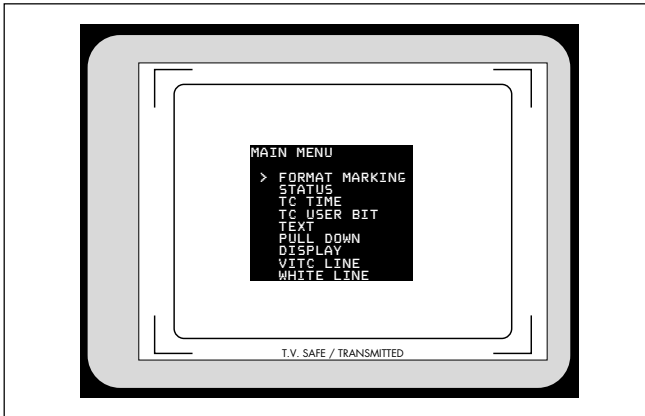 MAIN MENU
> FORMAT MARKING
STATUS
TC TIME
TC USER BIT
TEXT
PULL DOWN
DISPLAY
VITC LINE
WHITE LINE
T.V. SAFE / TRANSMITTED